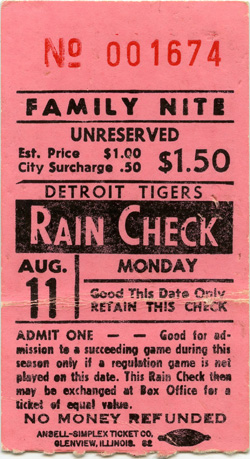 No 001674
FAMILY NITE
UNRESERVED
Est. Price $1.00
City Surcharge .50 $1.50
DETROIT TIGERS
RAIN CHECK
AUG. 11
MONDAY
Good This Date Only
RETAIN THIS CHECK
ADMIT ONE — — Good for ad-
mission to a succeeding game during this
season only if a regulation game is not
played on this date. This Rain Check then
may be exchanged at Box Office for a
ticket of equal value.
NO MONEY REFUNDED
ANSELL-SIMPLEX TICKET CO.
GLENVIEW, ILLINOIS. 62